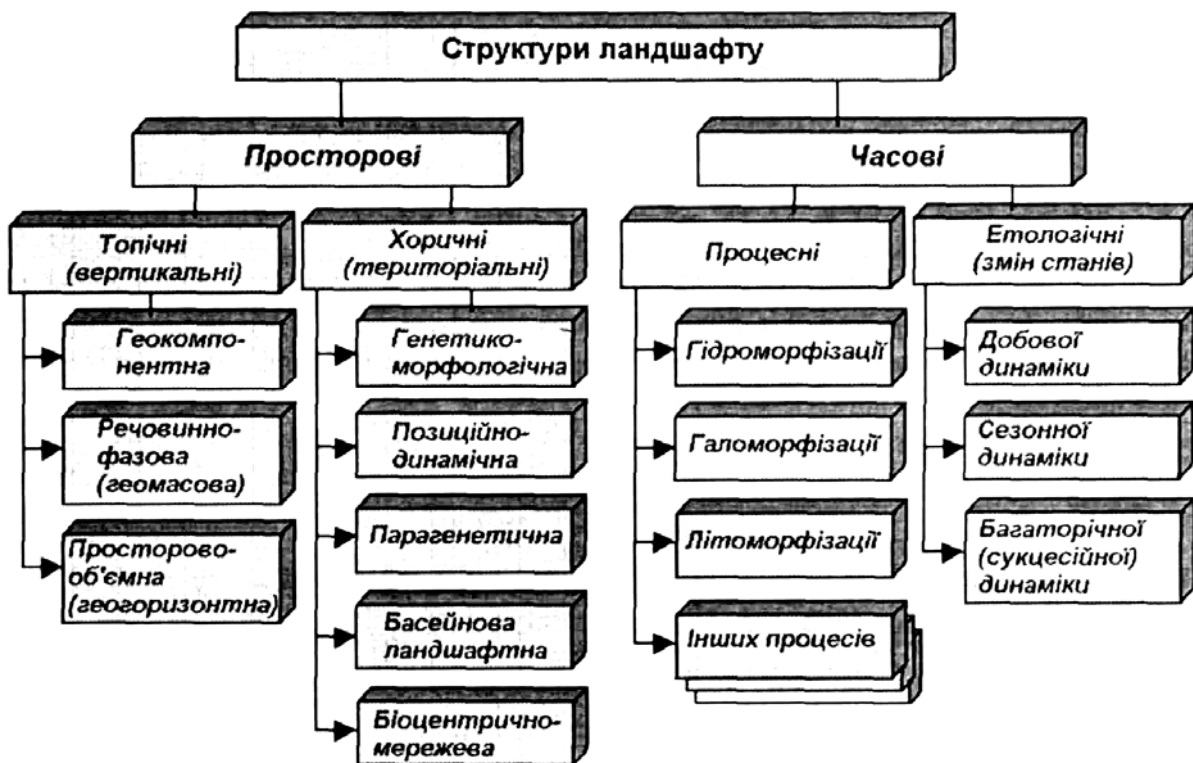 Структури ландшафту
Просторові
Часові
Топічні
(вертикальні)
Хоричні
(територіальні)
Процесні
Етологічні
(змін станів)
Геокомпо-
нентна
Речовинно-
фазова
(геомасова)
Просторово-
об'ємна
(геогоризонтна)
Генетико-
морфологічна
Позиційно-
динамічна
Парагенетична
Басейнова
ландшафтна
Біоцентрично-
мережева
Гідроморфізації
Галоморфізації
Літоморфізації
Інших процесів
Добової
динаміки
Сезонної
динаміки
Багаторічної
(сукцесійної)
динаміки